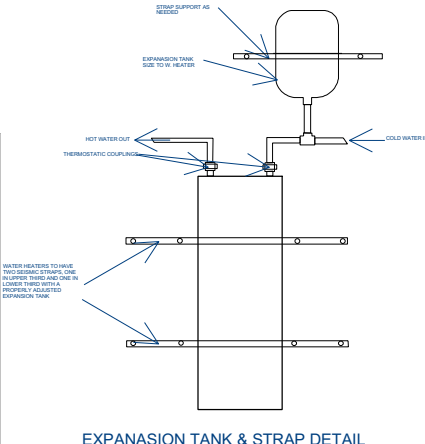 STRAP SUPPORT AS
NEEDED
EXPANASION TANK
SIZE TO W. HEATER
HOT WATER OUT
COLD WATER I
THERMOSTATIC COUPLINGS
WATER HEATERS TO HAVE
TWO SEISMIC STRAPS, ONE
IN UPPER THIRD AND ONE IN
LOWER THIRD WITH A
PROPERLY ADJUSTED
EXPANSION TANK
EXPANASION TANK & STRAP DETAIL